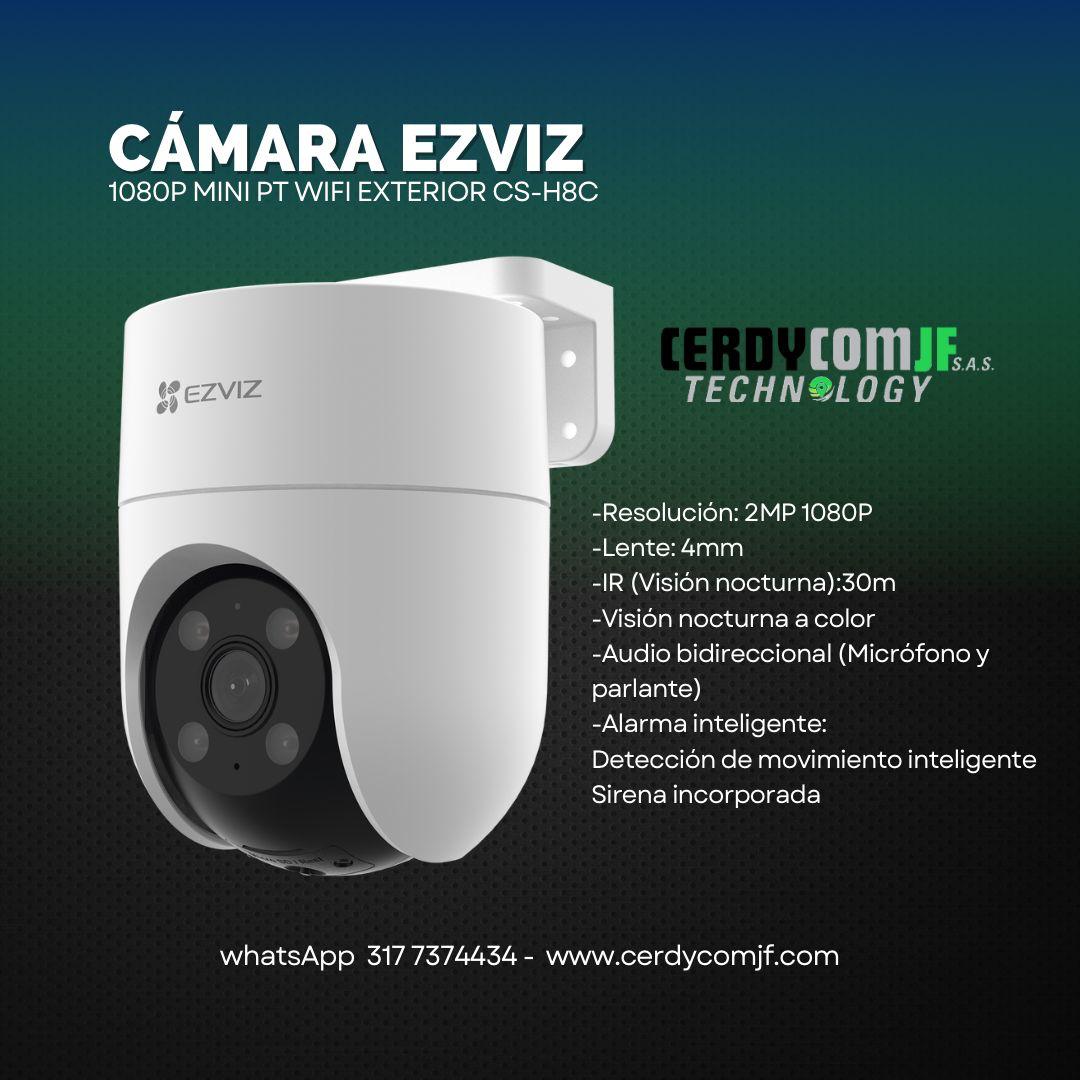 CÁMARA EZVIZ
1080P MINI PT WIFI EXTERIOR CS-H8C
EZVIZ
CERDYCOMJF S.A.S.
TECHNOLOGY
-Resolución: 2MP 1080P
-Lente: 4mm
-IR (Visión nocturna):30m
-Visión nocturna a color
-Audio bidireccional (Micrófono y
parlante)
-Alarma inteligente:
Detección de movimiento inteligente
Sirena incorporada
whatsApp 317 7374434 - www.cerdycomjf.com